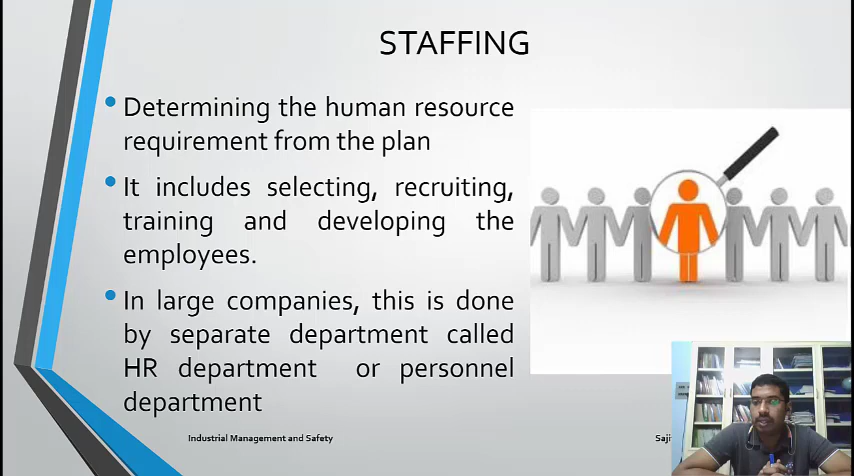 STAFFING
• Determining the human resource
requirement from the plan
• It includes selecting, recruiting,
training and developing the
employees.
• In large companies, this is done
by separate department called
HR department or personnel
department
Industrial Management and Safety
Saji